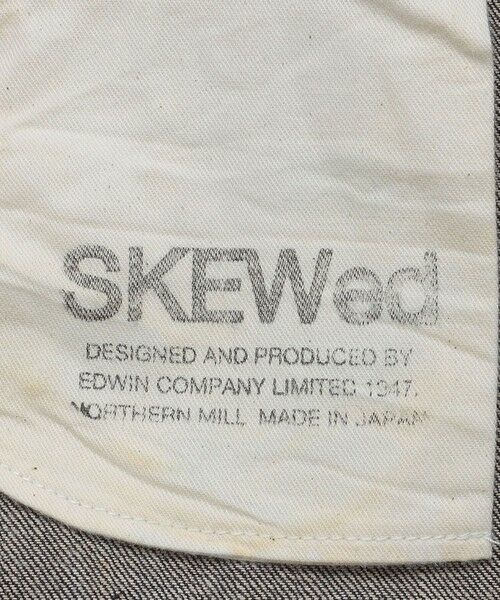 SKEWed
DESIGNED AND PRODUCED BY
EDWIN COMPANY LIMITED 1947.
NORTHERN MILL MADE IN JAPAN